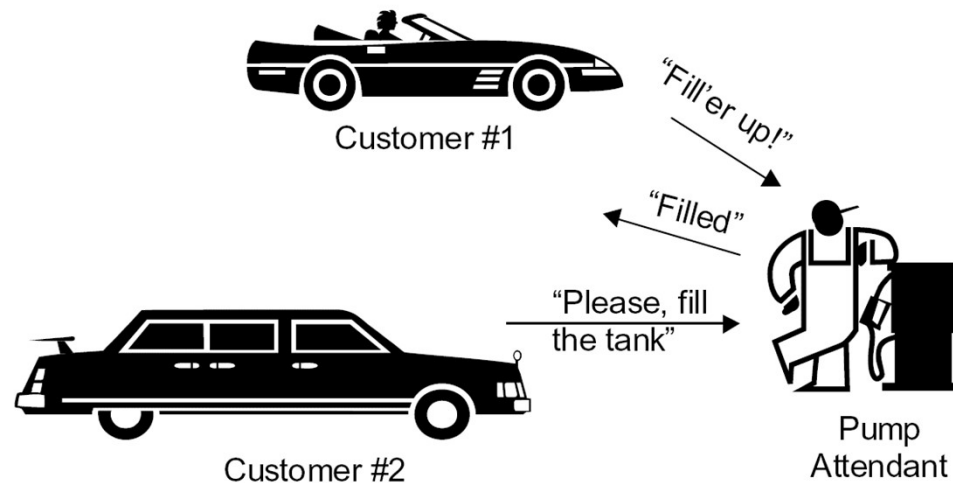 “Fill’er up!”
Customer #1
“Filled”
“Please, fill
the tank”
Customer #2
Pump
Attendant